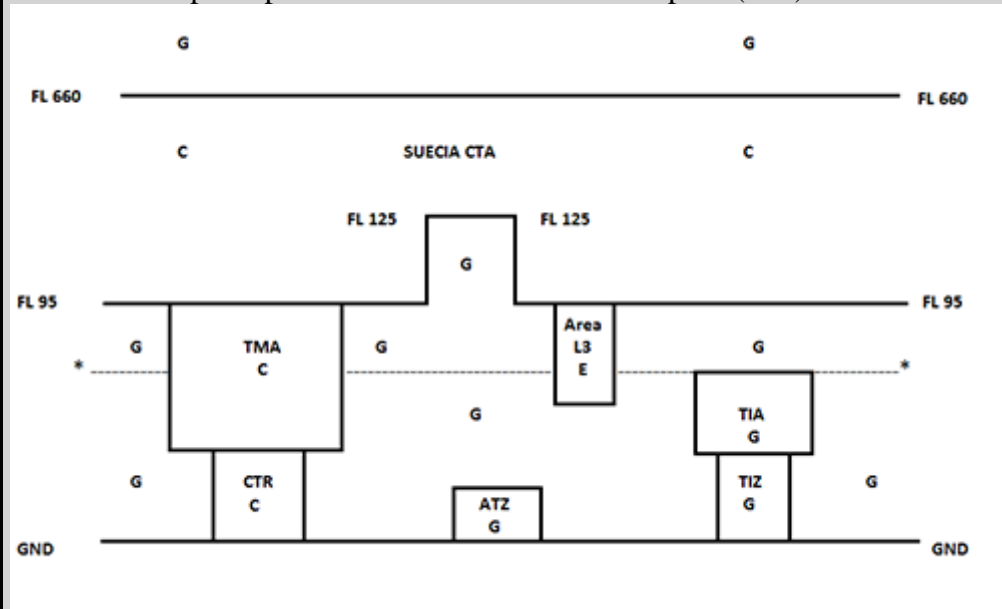 G G
FL 660 FL 660
C SUECIA CTA C
FL 125 FL 125
G
FL 95 FL 95
G TMA C G Area L3 E G
* *
G TIA G
G CTR C ATZ G TIZ G G
GND GND